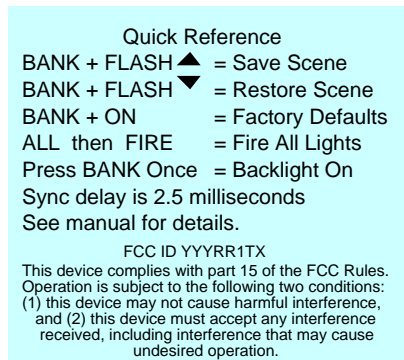 Quick Reference
BANK + FLASH ▲ = Save Scene
BANK + FLASH ▼ = Restore Scene
BANK + ON = Factory Defaults
ALL then FIRE = Fire All Lights
Press BANK Once = Backlight On
Sync delay is 2.5 milliseconds
See manual for details.
FCC ID YYYRR1TX
This device complies with part 15 of the FCC Rules.
Operation is subject to the following two conditions:
(1) this device may not cause harmful interference,
and (2) this device must accept any interference
received, including interference that may cause
undesired operation.